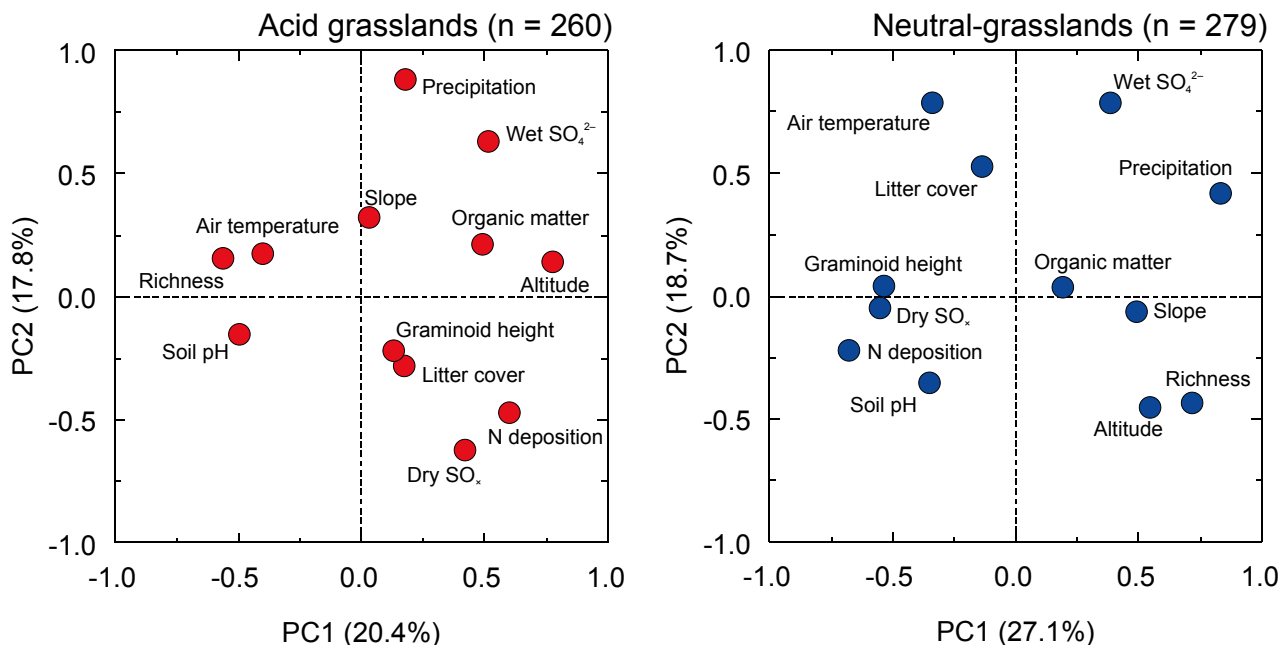 Acid grasslands (n = 260)
1.0
0.5
0.0
-0.5
-1.0
PC2 (17.8%)
Precipitation
Wet SO₄²⁻
Slope
Air temperature
Organic matter
Richness
Altitude
Graminoid height
Soil pH
Litter cover
N deposition
Dry SOₓ
-1.0 -0.5 0.0 0.5 1.0
PC1 (20.4%)
Neutral-grasslands (n = 279)
1.0
0.5
0.0
-0.5
-1.0
PC2 (18.7%)
Wet SO₄²⁻
Air temperature
Precipitation
Litter cover
Graminoid height
Organic matter
Dry SOₓ
Slope
N deposition
Richness
Soil pH
Altitude
-1.0 -0.5 0.0 0.5 1.0
PC1 (27.1%)